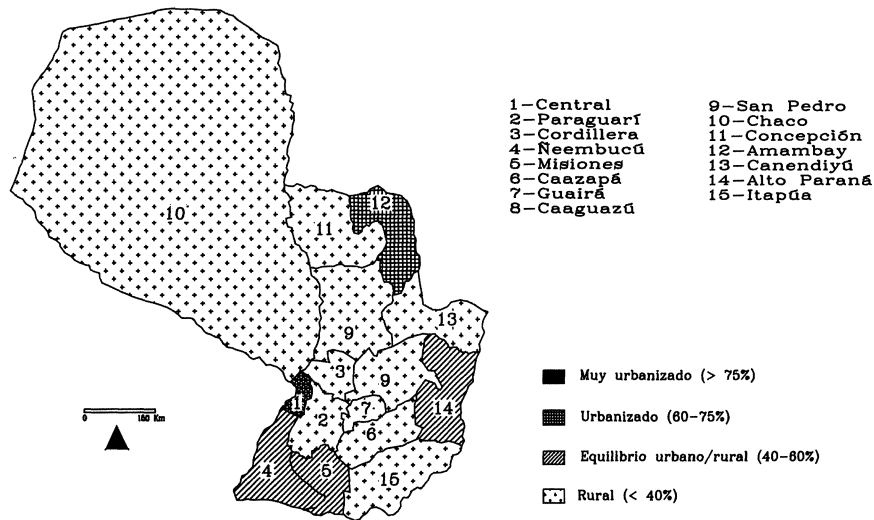 1-Central
2-Paraguarí
3-Cordillera
4-Ñeembucú
5-Misiones
6-Caazapá
7-Guairá
8-Caaguazú
9-San Pedro
10-Chaco
11-Concepción
12-Amambay
13-Canendiyú
14-Alto Paraná
15-Itapúa
10
12
11
13
9
3
9
1
2
7
14
6
4
5
15
0 160 Km
Muy urbanizado (> 75%)
Urbanizado (60-75%)
Equilibrio urbano/rural (40-60%)
Rural (< 40%)